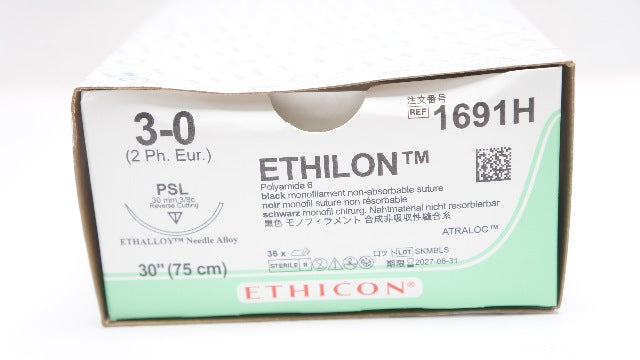 3-0
(2 Ph. Eur.)
PSL
30 mm 3/8c
Reverse Cutting
ETHALLOY™ Needle Alloy
30" (75 cm)
注文番号
REF 1691H
ETHILON™
Polyamide 6
black monofilament non-absorbable suture
noir monofil suture non résorbable
schwarz monofil chirurg. Nahtmaterial nicht resorbierbar
黒色 モノフィラメント 合成非吸収性縫合糸
ATRALOC™
36 x
STERILE R
ロット LOT SKMBLS
期限 2027-08-31
ETHICON®